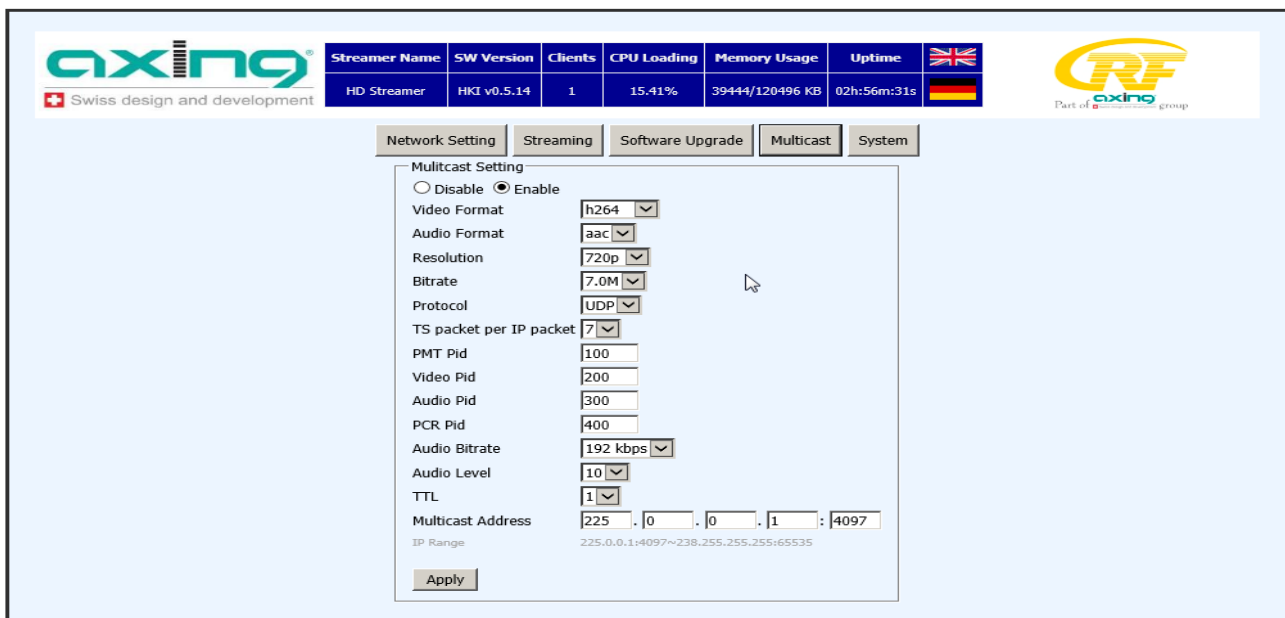 axing®
Swiss design and development
Streamer Name SW Version Clients CPU Loading Memory Usage Uptime
HD Streamer HKI v0.5.14 1 15.41% 39444/120496 KB 02h:56m:31s
RF
Part of axing group
Network Setting Streaming Software Upgrade Multicast System
Mulitcast Setting
Disable Enable
Video Format h264
Audio Format aac
Resolution 720p
Bitrate 7.0M
Protocol UDP
TS packet per IP packet 7
PMT Pid 100
Video Pid 200
Audio Pid 300
PCR Pid 400
Audio Bitrate 192 kbps
Audio Level 10
TTL 1
Multicast Address 225 . 0 . 0 . 1 : 4097
IP Range 225.0.0.1:4097~238.255.255.255:65535
Apply